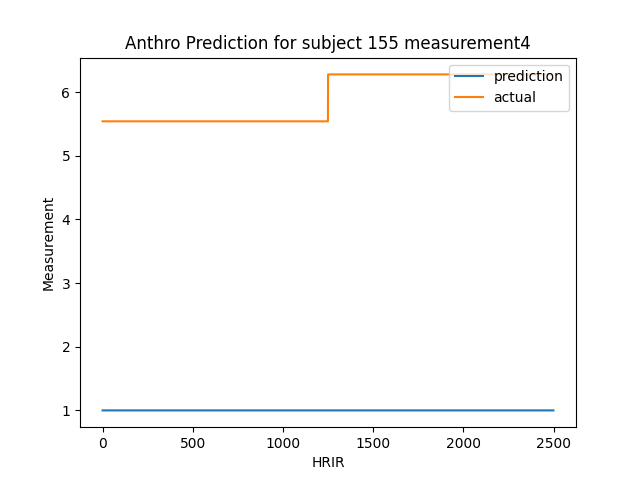 Anthro Prediction for subject 155 measurement4
prediction
actual
Measurement
6
5
4
3
2
1
0
500
1000
1500
2000
2500
HRIR